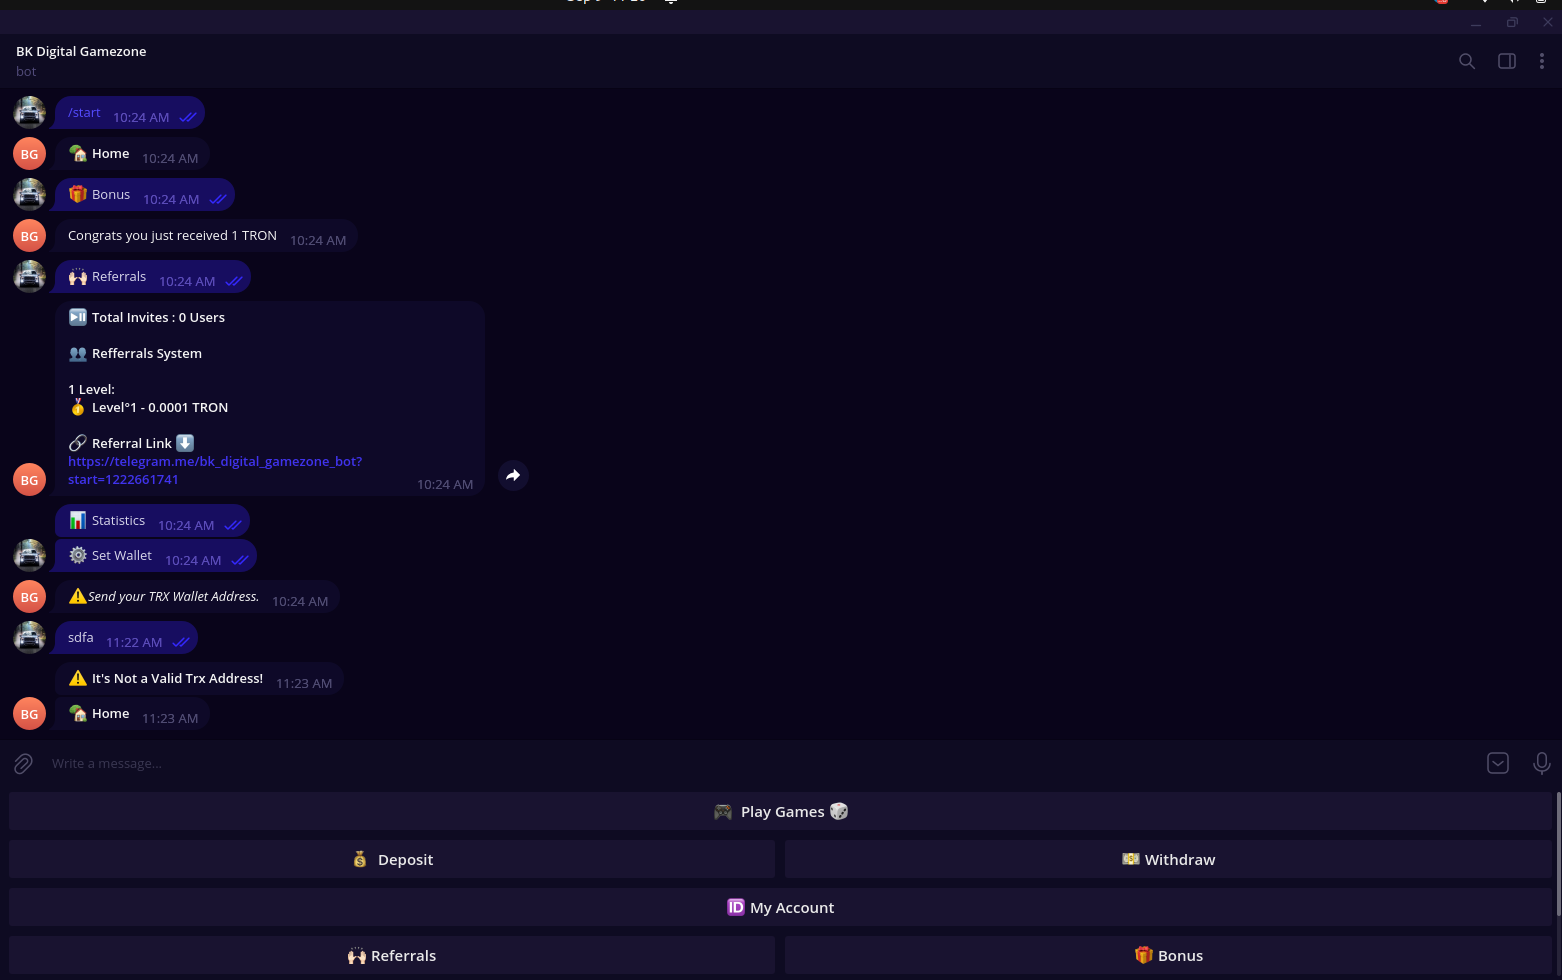 BK Digital Gamezone
bot
/start 10:24 AM
BG Home 10:24 AM
Bonus 10:24 AM
BG Congrats you just received 1 TRON 10:24 AM
Referrals 10:24 AM
Total Invites : 0 Users
Refferrals System
1 Level:
Level°1 - 0.0001 TRON
Referral Link
https://telegram.me/bk_digital_gamezone_bot?
start=1222661741
BG 10:24 AM
Statistics 10:24 AM
Set Wallet 10:24 AM
BG Send your TRX Wallet Address. 10:24 AM
sdfa 11:22 AM
It's Not a Valid Trx Address! 11:23 AM
BG Home 11:23 AM
Write a message...
Play Games
Deposit Withdraw
ID My Account
Referrals Bonus